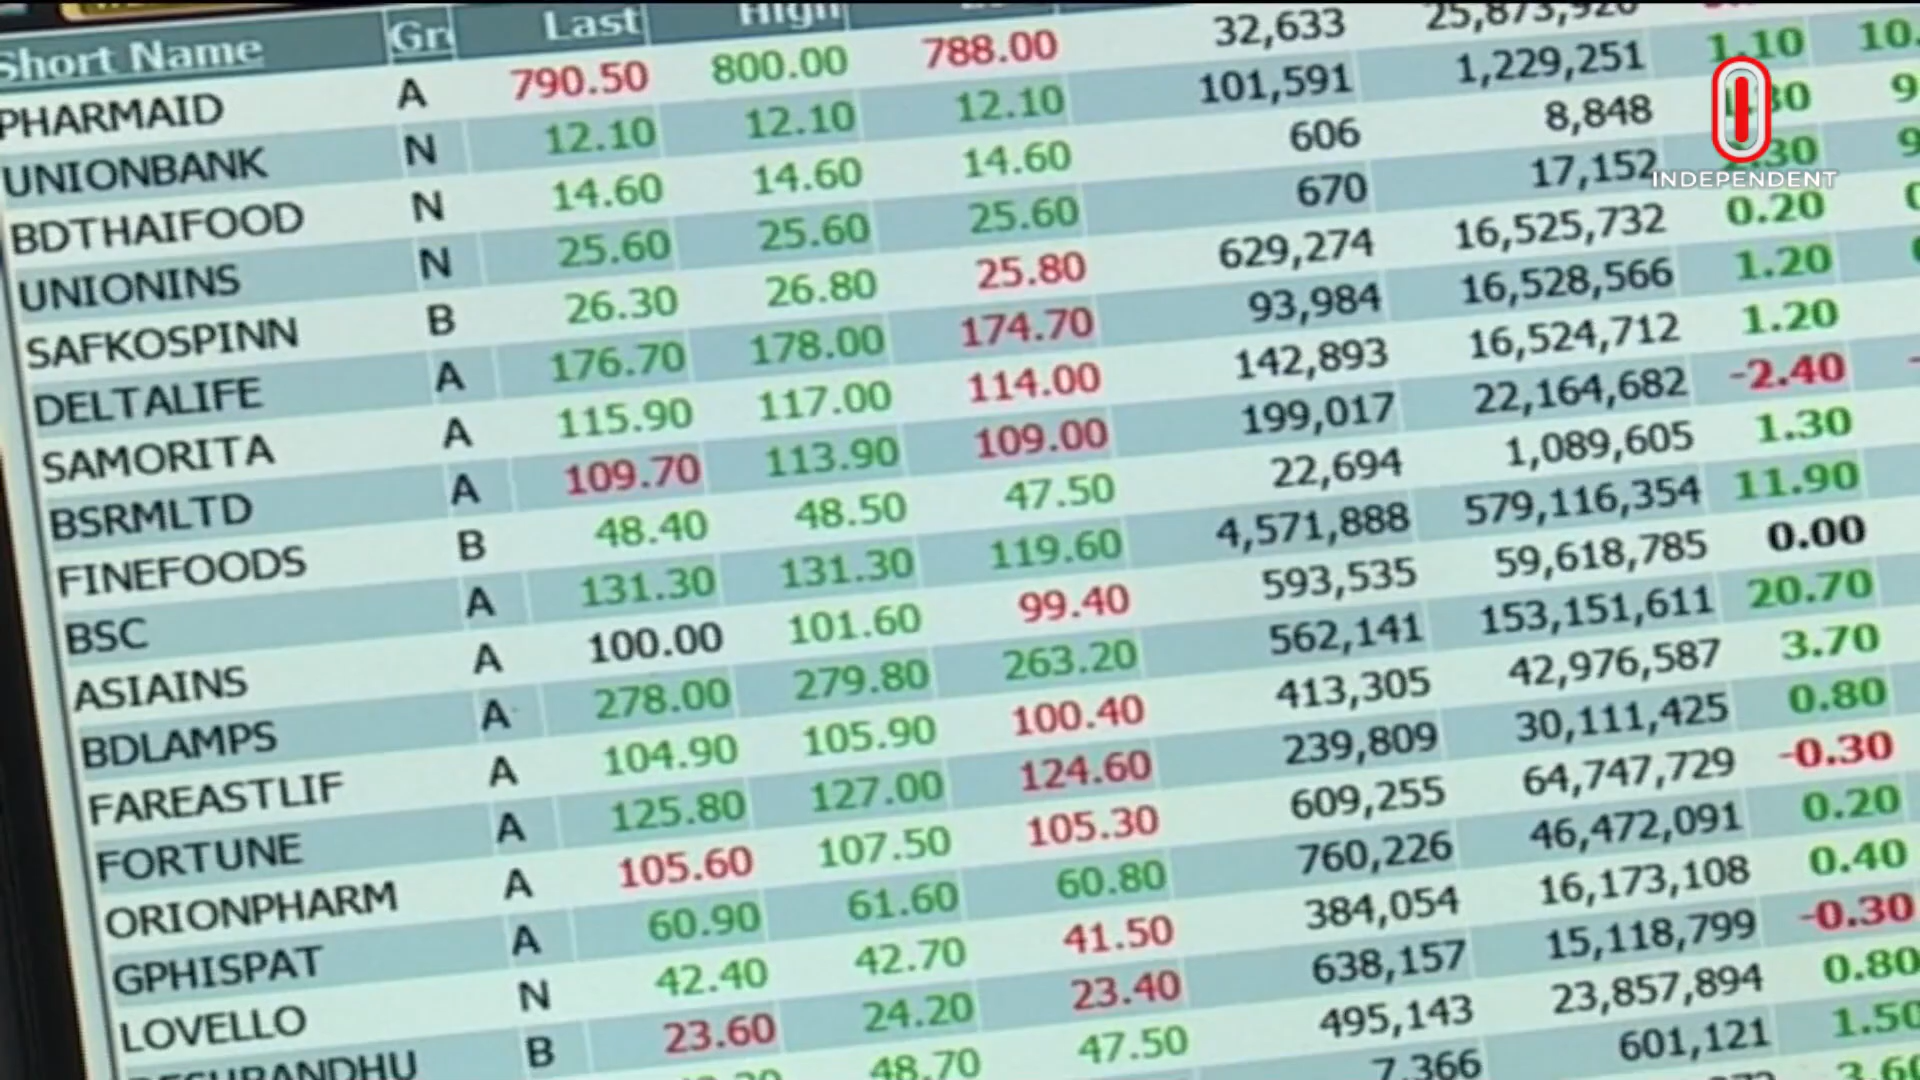 Short Name Gr Last High
PHARMAID A 790.50 800.00 788.00 32,633
UNIONBANK N 12.10 12.10 12.10 101,591 1,229,251 1.10 10.
BDTHAIFOOD N 14.60 14.60 14.60 606 8,848
UNIONINS N 25.60 25.60 25.60 670 17,152
SAFKOSPINN B 26.30 26.80 25.80 629,274 16,525,732 0.20
DELTALIFE A 176.70 178.00 174.70 93,984 16,528,566 1.20
SAMORITA A 115.90 117.00 114.00 142,893 16,524,712 1.20
BSRMLTD A 109.70 113.90 109.00 199,017 22,164,682 -2.40
FINEFOODS B 48.40 48.50 47.50 22,694 1,089,605 1.30
BSC A 131.30 131.30 119.60 4,571,888 579,116,354 11.90
ASIAINS A 100.00 101.60 99.40 593,535 59,618,785 0.00
BDLAMPS A 278.00 279.80 263.20 562,141 153,151,611 20.70
FAREASTLIF A 104.90 105.90 100.40 413,305 42,976,587 3.70
FORTUNE A 125.80 127.00 124.60 239,809 30,111,425 0.80
ORIONPHARM A 105.60 107.50 105.30 609,255 64,747,729 -0.30
GPHISPAT A 60.90 61.60 60.80 760,226 46,472,091 0.20
LOVELLO N 42.40 42.70 41.50 384,054 16,173,108 0.40
B 23.60 24.20 23.40 638,157 15,118,799 -0.30
48.70 47.50 495,143 23,857,894 0.80
7,366 601,121 1.50
INDEPENDENT